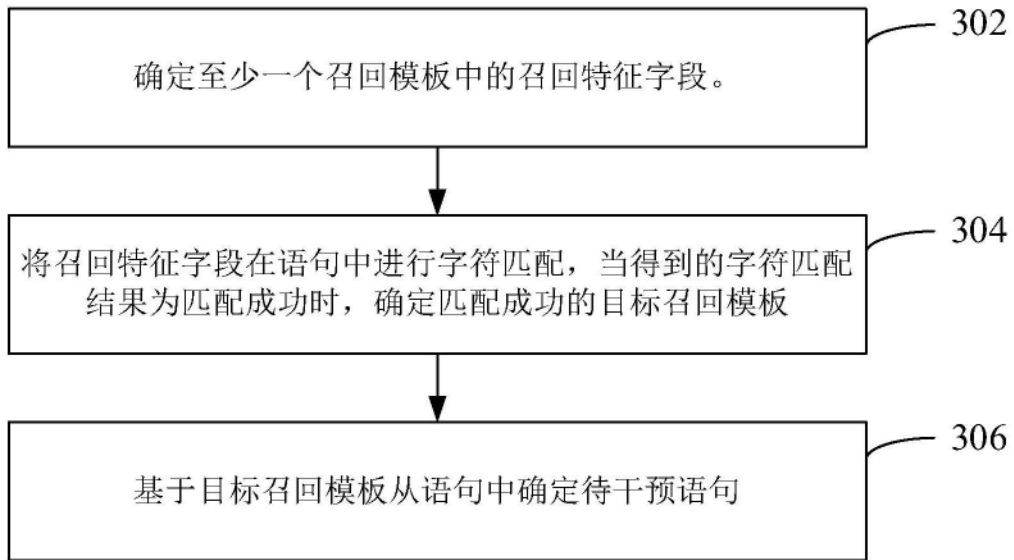 302
确定至少一个召回模板中的召回特征字段。
304
将召回特征字段在语句中进行字符匹配，当得到的字符匹配
结果为匹配成功时，确定匹配成功的目标召回模板
306
基于目标召回模板从语句中确定待干预语句